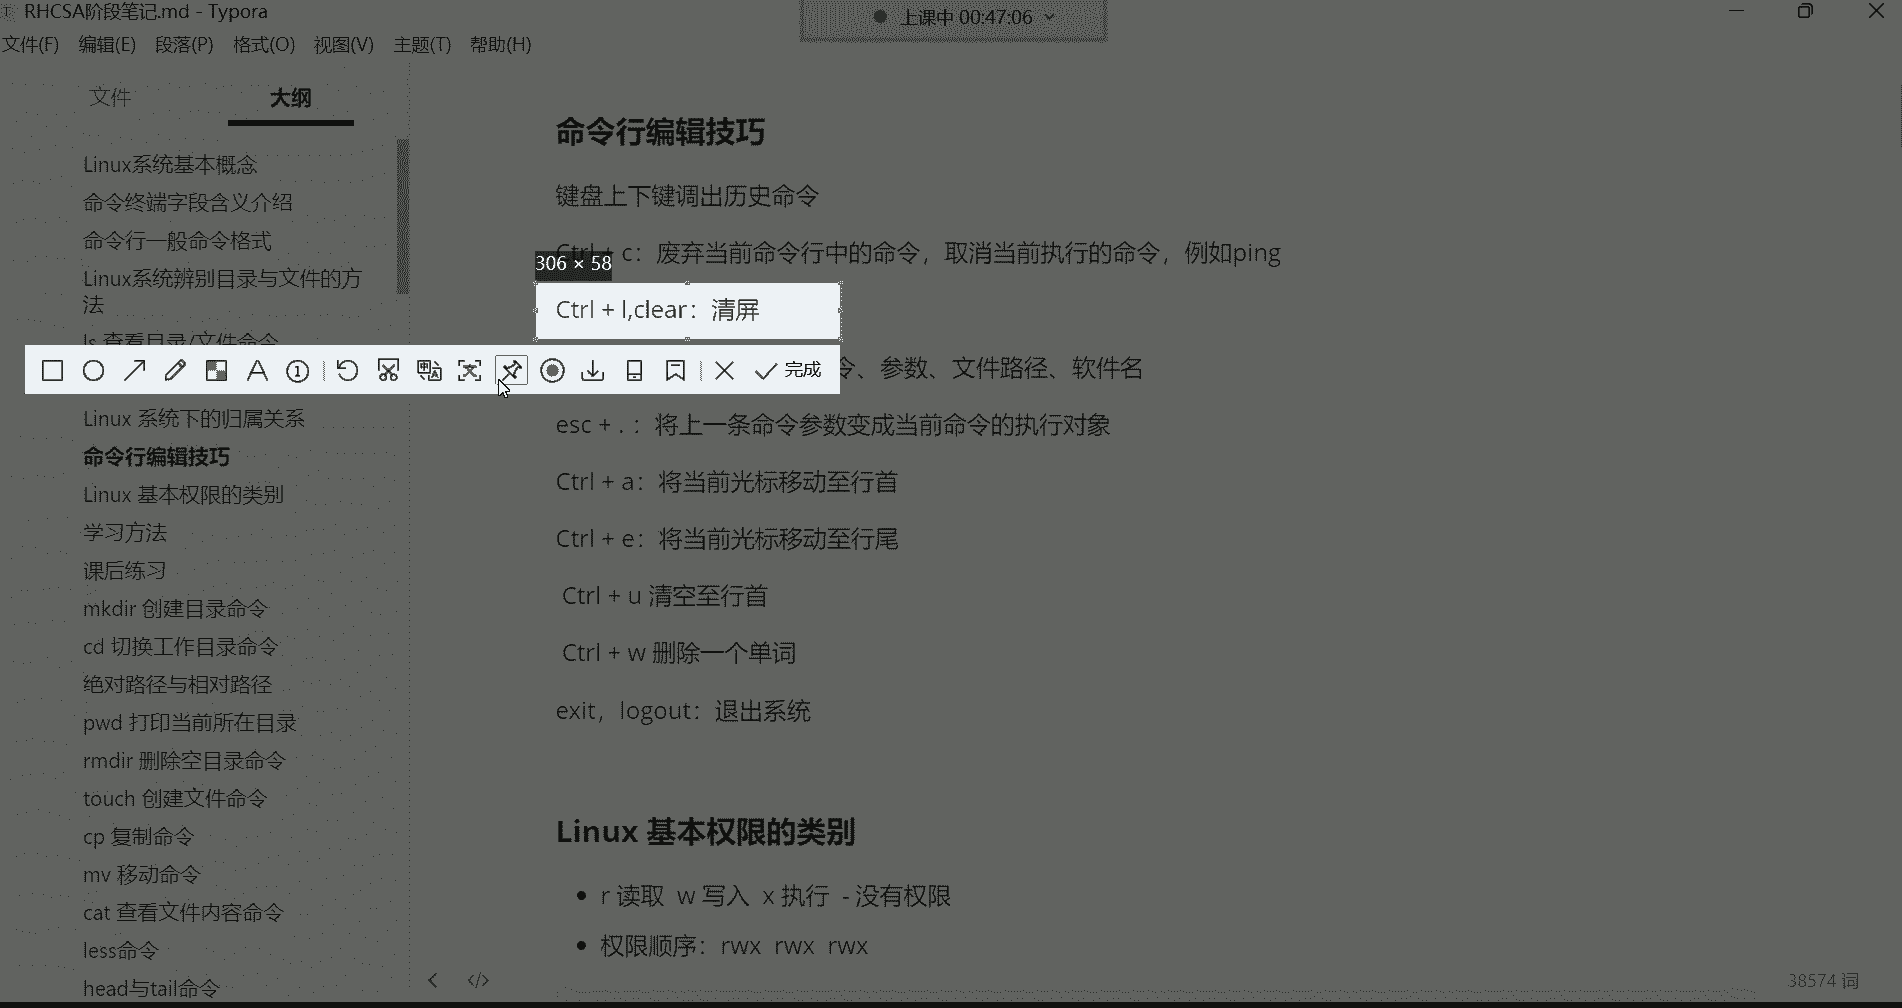 RHCSA阶段笔记.md - Typora
上课中 00:47:06
文件(F) 编辑(E) 段落(P) 格式(O) 视图(V) 主题(T) 帮助(H)
文件 大纲
Linux系统基本概念
命令终端字段含义介绍
命令行一般命令格式
Linux系统辨别目录与文件的方
法
ls 查看目录/文件命令
Linux 系统下的归属关系
命令行编辑技巧
Linux 基本权限的类别
学习方法
课后练习
mkdir 创建目录命令
cd 切换工作目录命令
绝对路径与相对路径
pwd 打印当前所在目录
rmdir 删除空目录命令
touch 创建文件命令
cp 复制命令
mv 移动命令
cat 查看文件内容命令
less命令
head与tail命令
命令行编辑技巧
键盘上下键调出历史命令
Ctrl + c：废弃当前命令行中的命令，取消当前执行的命令，例如ping
306 × 58
Ctrl + l,clear：清屏
完成
令、参数、文件路径、软件名
esc + . ：将上一条命令参数变成当前命令的执行对象
Ctrl + a：将当前光标移动至行首
Ctrl + e：将当前光标移动至行尾
Ctrl + u 清空至行首
Ctrl + w 删除一个单词
exit，logout：退出系统
Linux 基本权限的类别
• r 读取 w 写入 x 执行 - 没有权限
• 权限顺序：rwx rwx rwx
38574 词